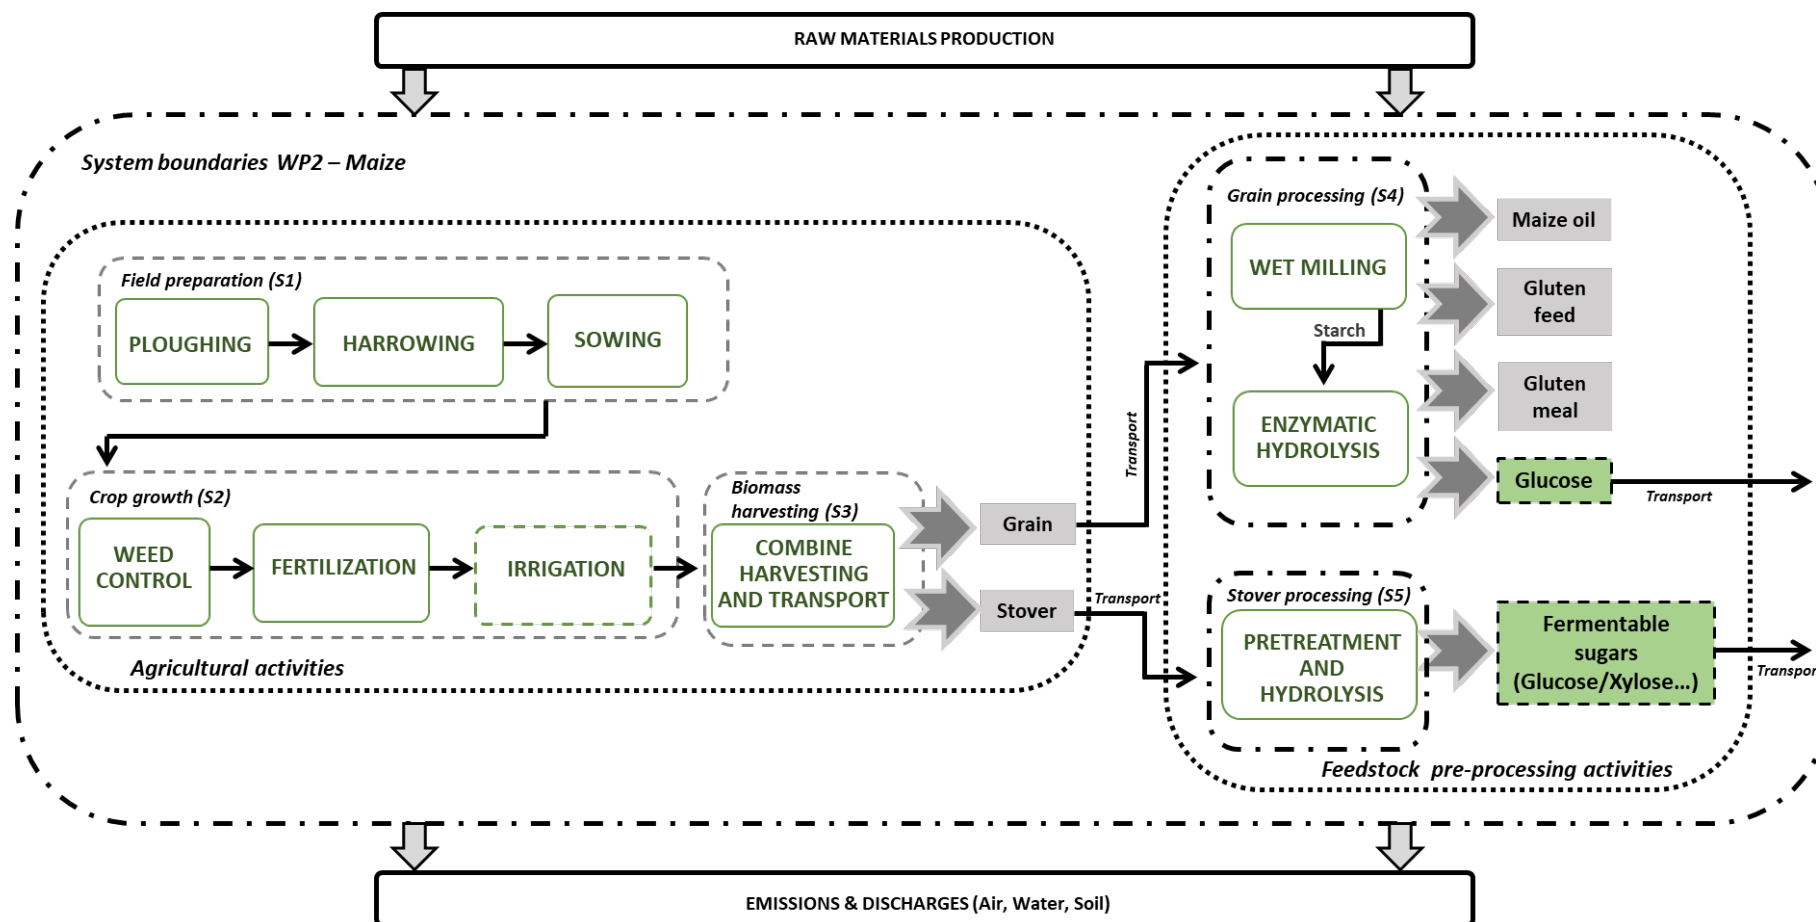 RAW MATERIALS PRODUCTION
System boundaries WP2 – Maize
Field preparation (S1)
PLOUGHING
HARROWING
SOWING
Crop growth (S2)
WEED
CONTROL
FERTILIZATION
IRRIGATION
Biomass
harvesting (S3)
COMBINE
HARVESTING
AND TRANSPORT
Grain
Stover
Agricultural activities
Transport
Transport
Grain processing (S4)
WET MILLING
Starch
ENZYMATIC
HYDROLYSIS
Maize oil
Gluten
feed
Gluten
meal
Glucose
Transport
Stover processing (S5)
PRETREATMENT
AND
HYDROLYSIS
Fermentable
sugars
(Glucose/Xylose...)
Transport
Feedstock pre-processing activities
EMISSIONS & DISCHARGES (Air, Water, Soil)